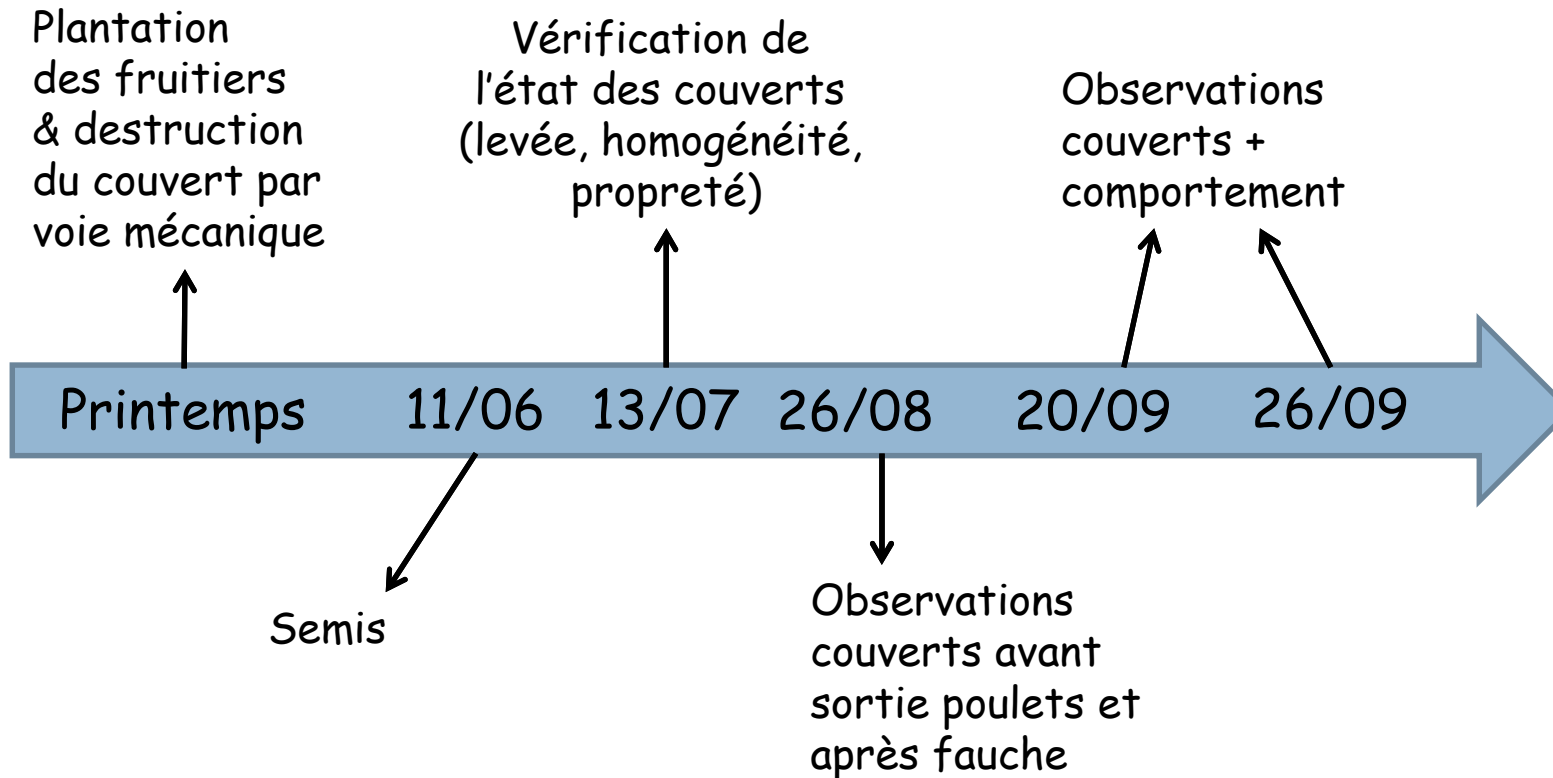 Plantation
des fruitiers
& destruction
du couvert par
voie mécanique
Vérification de
l'état des couverts
(levée, homogénéité,
propreté)
Observations
couverts +
comportement
Printemps 11/06 13/07 26/08 20/09 26/09
Semis
Observations
couverts avant
sortie poulets et
après fauche